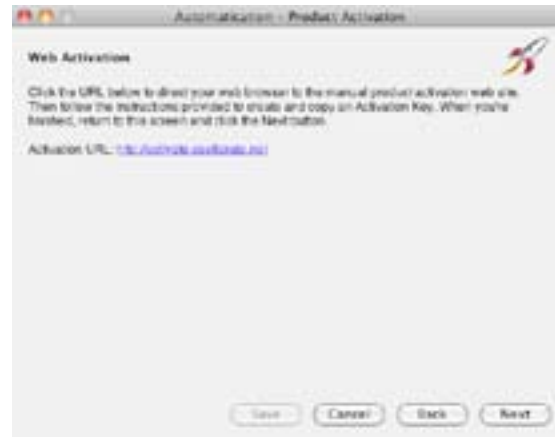 Product Activation
Web Activation
Click the URL below to direct your web browser to the manual product activation web site.
Then follow the instructions provided to create and copy an Activation Key. When you're
finished, return to this screen and click the Next button.
Activation URL:
Save Cancel Back Next